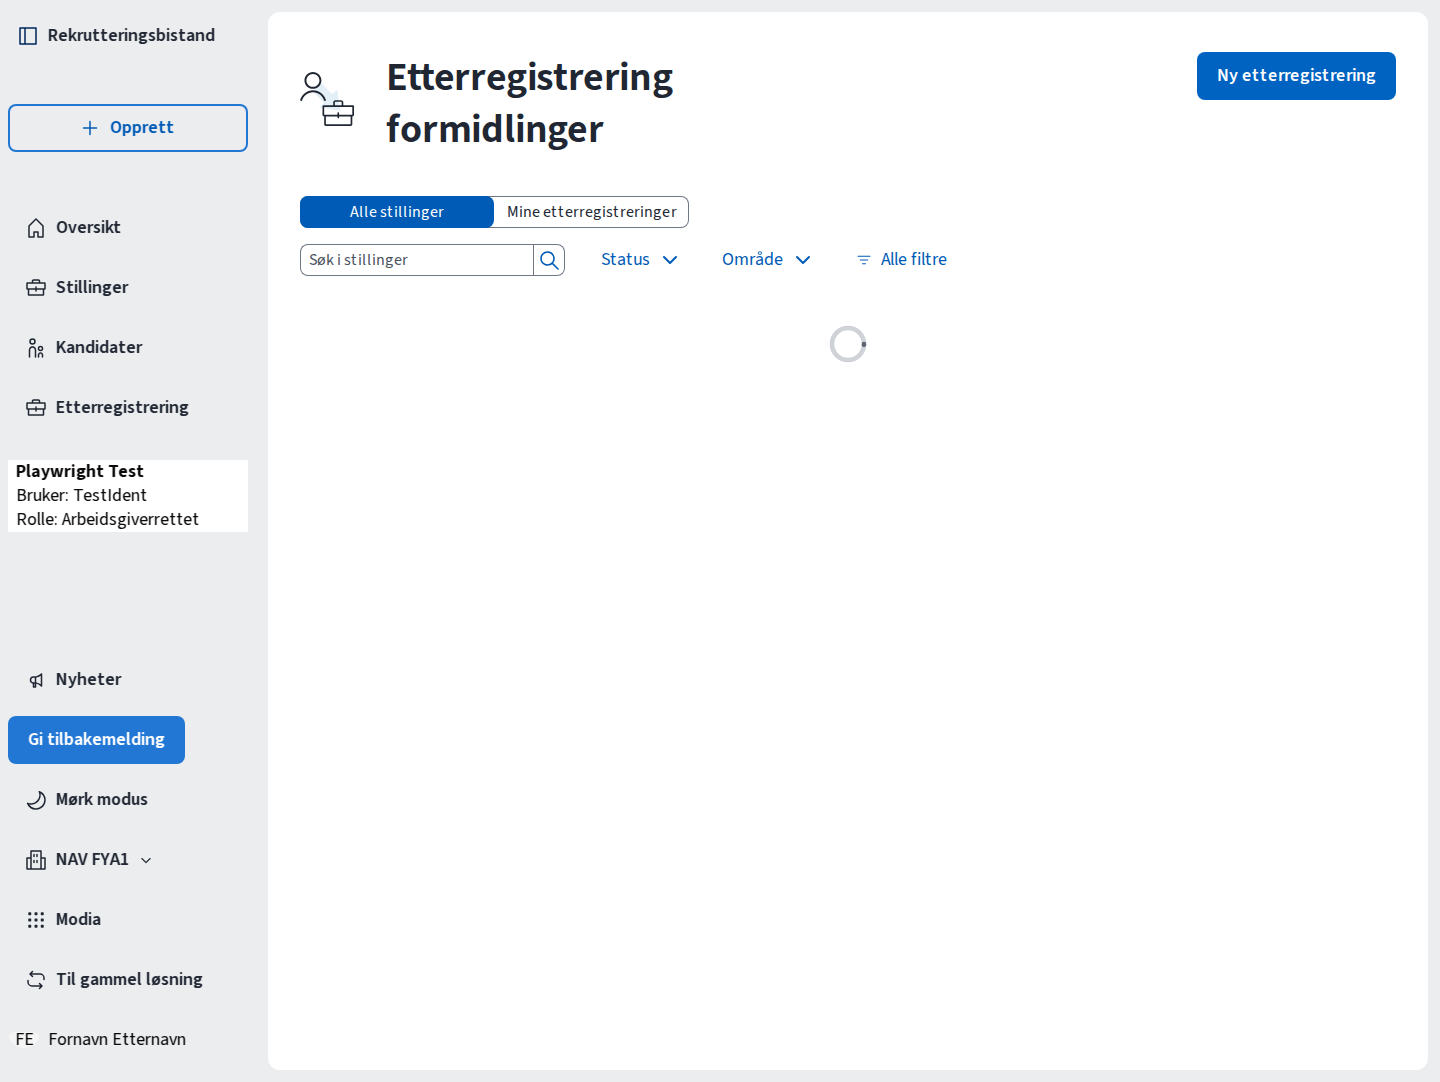 Rekrutteringsbistand
Opprett
Oversikt
Stillinger
Kandidater
Etterregistrering
Playwright Test
Bruker: TestIdent
Rolle: Arbeidsgiverrettet
Nyheter
Gi tilbakemelding
Mørk modus
NAV FYA1
Modia
Til gammel løsning
FE Fornavn Etternavn
Etterregistrering
formidlinger
Ny etterregistrering
Alle stillinger Mine etterregistreringer
Søk i stillinger Status Område Alle filtre